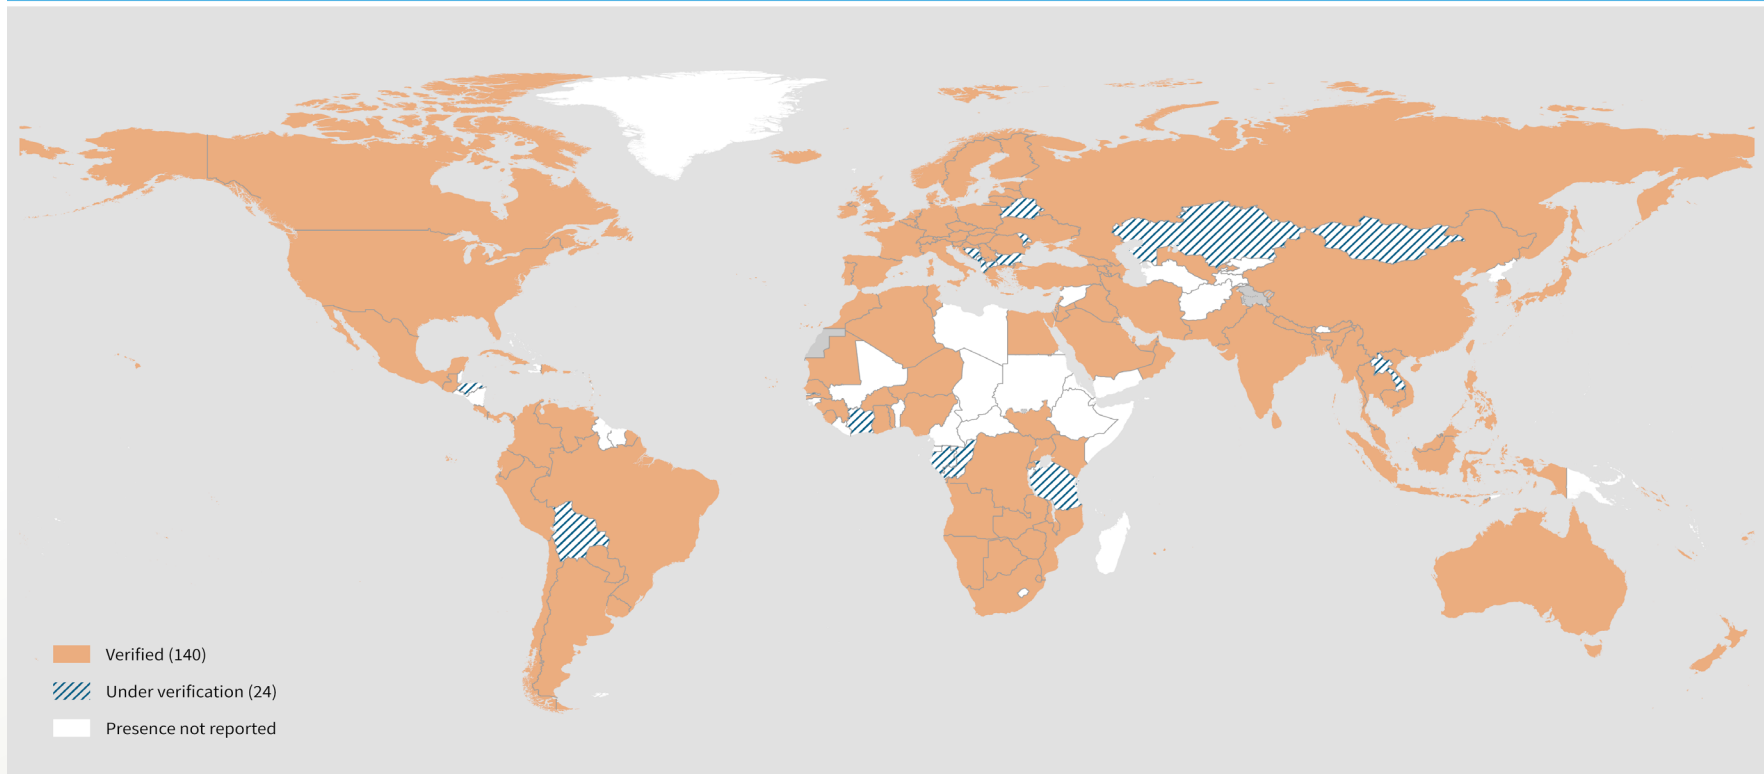 Verified (140)
Under verification (24)
Presence not reported